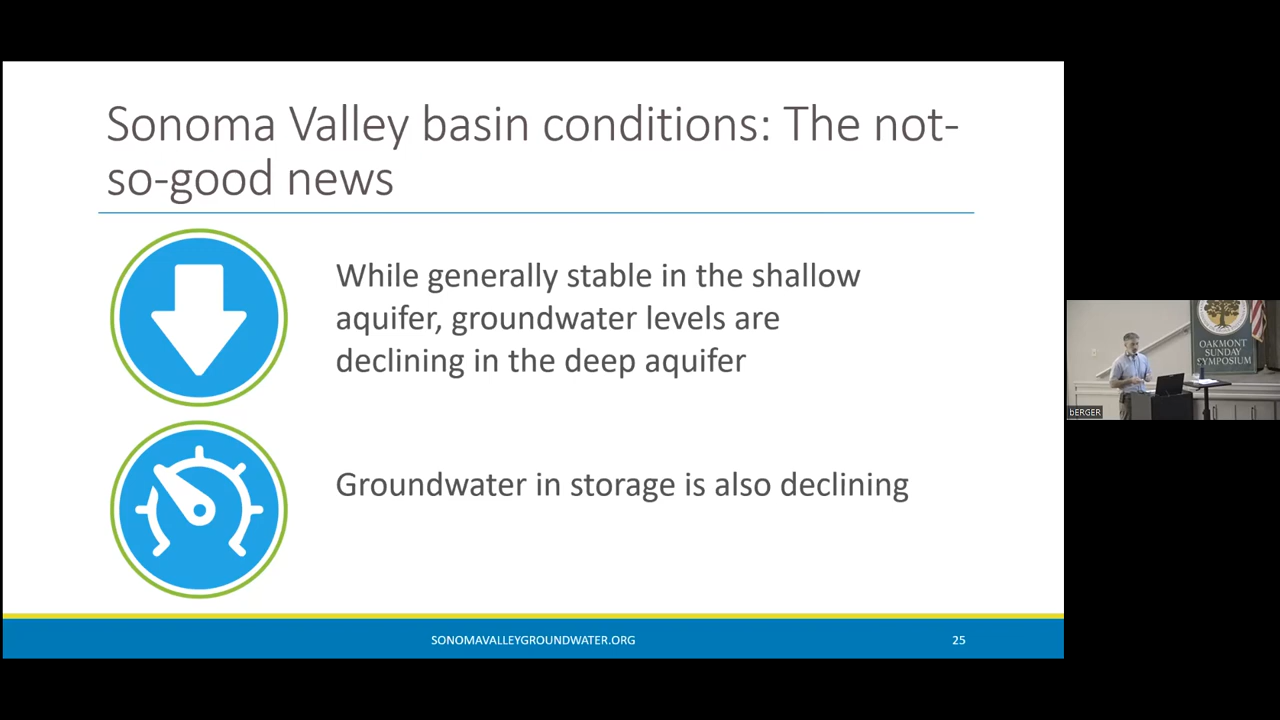 Sonoma Valley basin conditions: The not-
so-good news
While generally stable in the shallow
aquifer, groundwater levels are
declining in the deep aquifer
Groundwater in storage is also declining
SONOMAVALLEYGROUNDWATER.ORG
25
OAKMONT
SUNDAY
SYMPOSIUM
bERGER